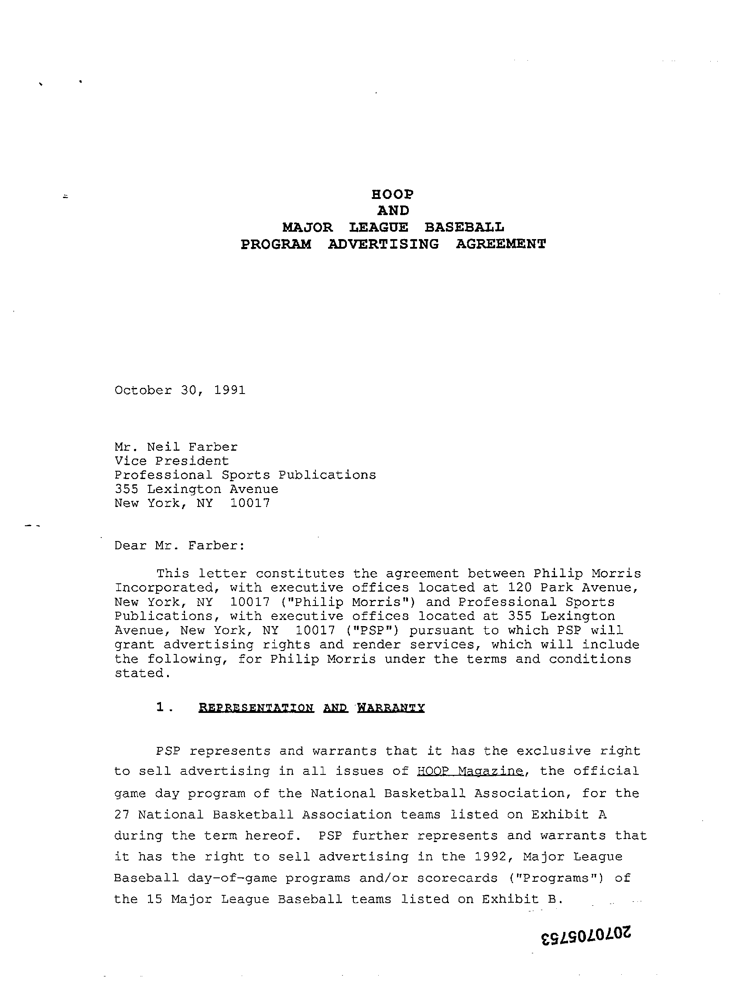 HOOP
AND
MAJOR LEAGUE BASEBALL
PROGRAM ADVERTISING AGREEMENT
October 30, 1991
Mr. Neil Farber
Vice President
Professional Sports Publications
355 Lexington Avenue
New York, NY 10017
Dear Mr. Farber:
This letter constitutes the agreement between Philip Morris
Incorporated, with executive offices located at 120 Park Avenue,
New York, NY 10017 ("Philip Morris") and Professional Sports
Publications, with executive offices located at 355 Lexington
Avenue, New York, NY 10017 ("PSP") pursuant to which PSP will
grant advertising rights and render services, which will include
the following, for Philip Morris under the terms and conditions
stated.
1. REPRESENTATION AND WARRANTY
PSP represents and warrants that it has the exclusive right
to sell advertising in all issues of HOOP Magazine, the official
game day program of the National Basketball Association, for the
27 National Basketball Association teams listed on Exhibit A
during the term hereof. PSP further represents and warrants that
it has the right to sell advertising in the 1992, Major League
Baseball day-of-game programs and/or scorecards ("Programs") of
the 15 Major League Baseball teams listed on Exhibit B.
2070705753